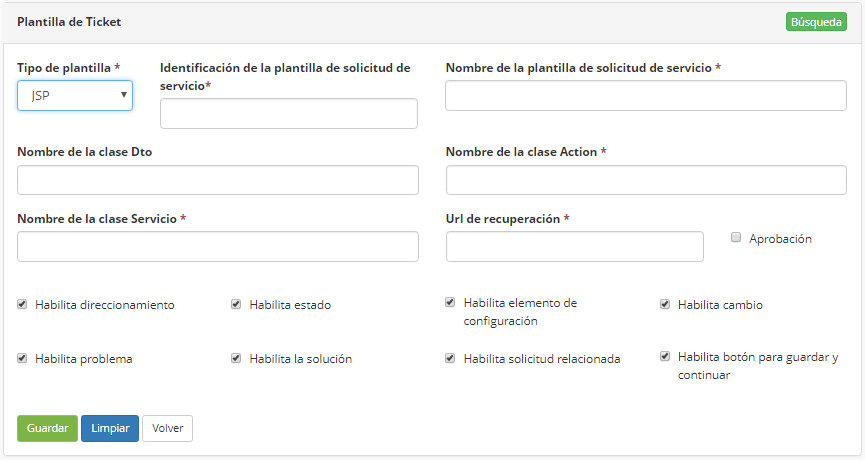 Plantilla de Ticket
Búsqueda
Tipo de plantilla *
Identificación de la plantilla de solicitud de
servicio*
Nombre de la plantilla de solicitud de servicio *
JSP
Nombre de la clase Dto
Nombre de la clase Action *
Nombre de la clase Servicio *
Url de recuperación *
Aprobación
Habilita direccionamiento
Habilita estado
Habilita elemento de
configuración
Habilita cambio
Habilita problema
Habilita la solución
Habilita solicitud relacionada
Habilita botón para guardar y
continuar
Guardar
Limpiar
Volver